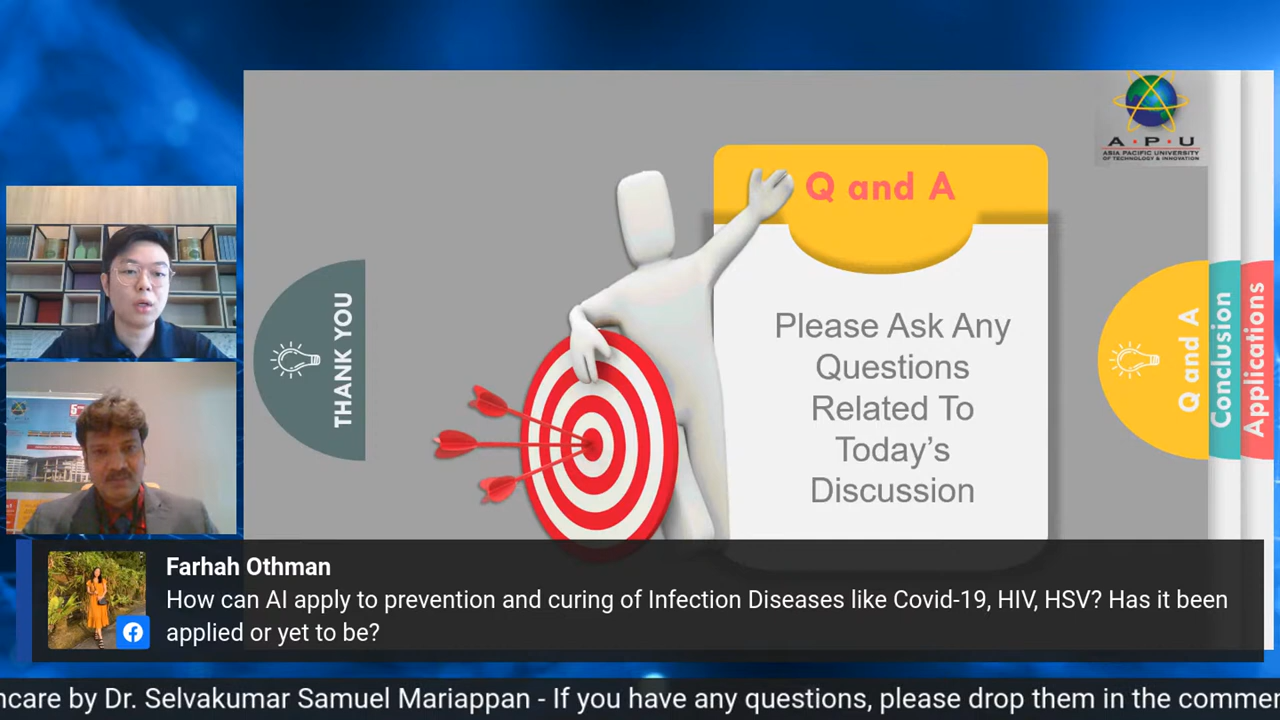 A·P·U
ASIA PACIFIC UNIVERSITY
OF TECHNOLOGY & INNOVATION
Q and A
Please Ask Any
Questions
Related To
Today’s
Discussion
THANK YOU
Q and A
Conclusion
Applications
Farhah Othman
How can AI apply to prevention and curing of Infection Diseases like Covid-19, HIV, HSV? Has it been
applied or yet to be?
ncare by Dr. Selvakumar Samuel Mariappan - If you have any questions, please drop them in the comme